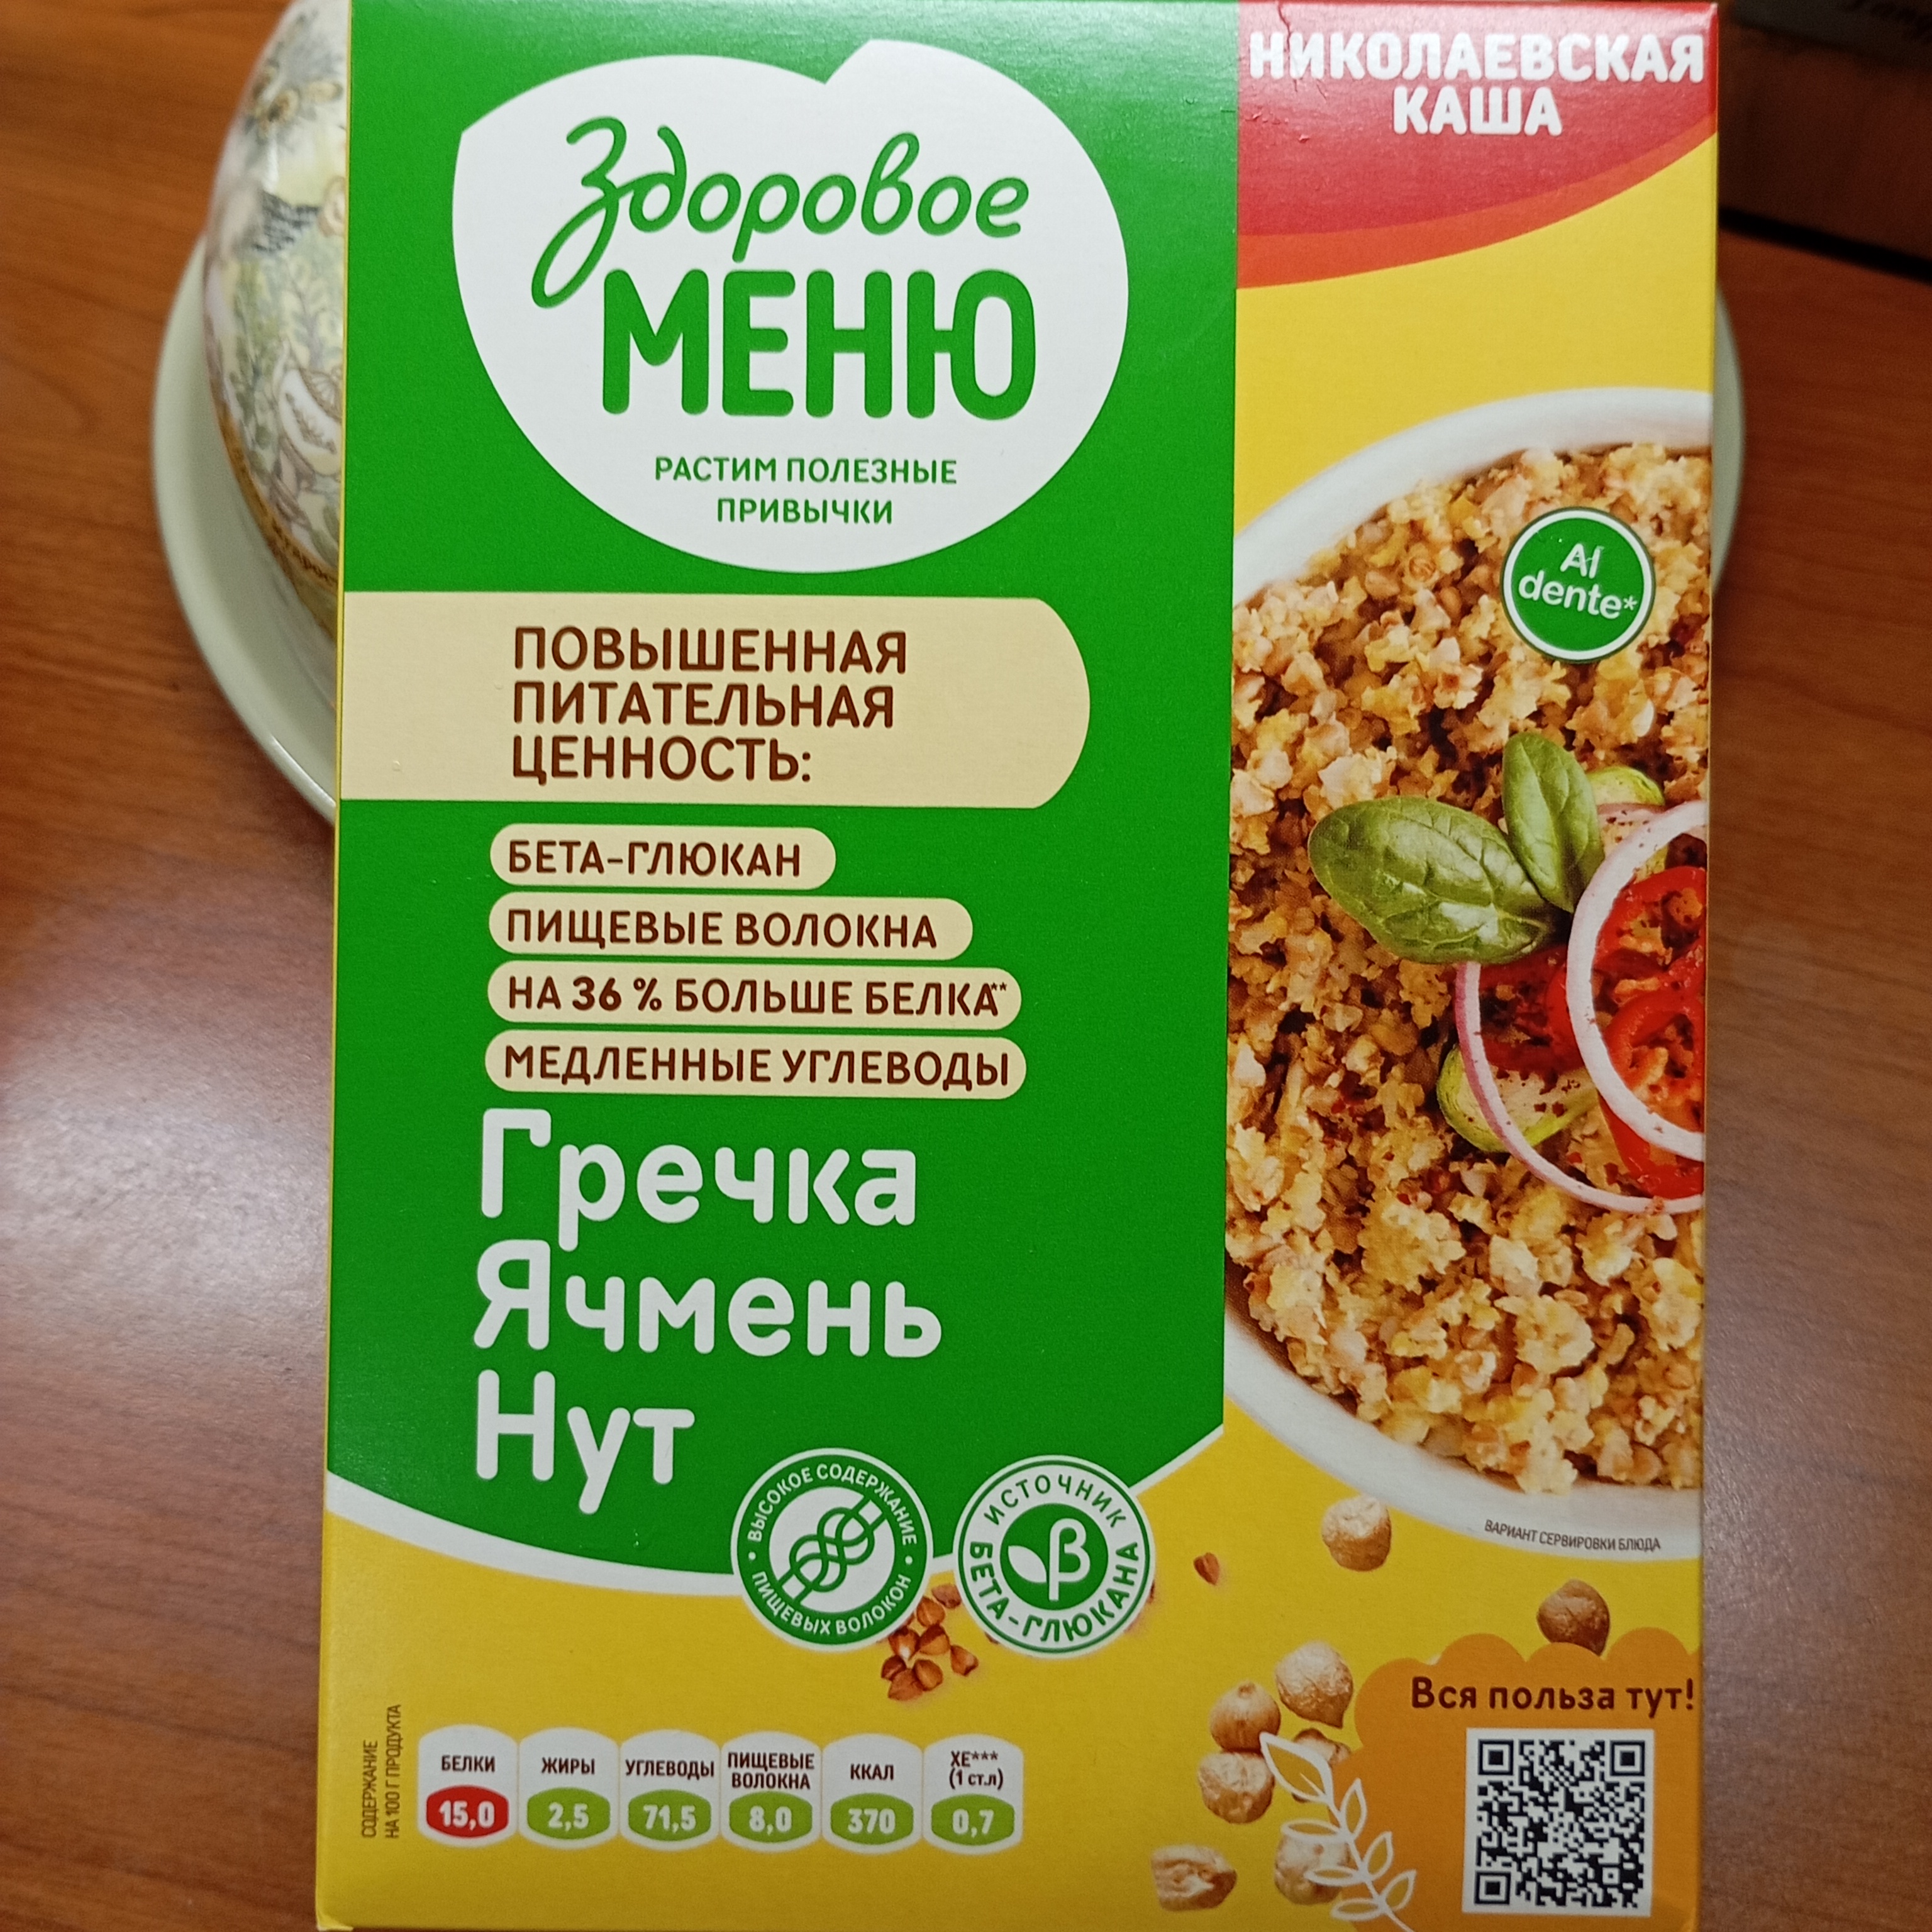 НИКОЛАЕВСКАЯ
КАША
Здоровое
МЕНЮ
РАСТИМ ПОЛЕЗНЫЕ
ПРИВЫЧКИ
Al
dente*
ПОВЫШЕННАЯ
ПИТАТЕЛЬНАЯ
ЦЕННОСТЬ:
БЕТА-ГЛЮКАН
ПИЩЕВЫЕ ВОЛОКНА
НА 36 % БОЛЬШЕ БЕЛКА**
МЕДЛЕННЫЕ УГЛЕВОДЫ
Гречка
Ячмень
Нут
• ВЫСОКОЕ СОДЕРЖАНИЕ • ПИЩЕВЫХ ВОЛОКОН
ИСТОЧНИК БЕТА-ГЛЮКАНА
β
ВАРИАНТ СЕРВИРОВКИ БЛЮДА
Вся польза тут!
СОДЕРЖАНИЕ
НА 100 Г ПРОДУКТА
БЕЛКИ
15,0
ЖИРЫ
2,5
УГЛЕВОДЫ
71,5
ПИЩЕВЫЕ
ВОЛОКНА
8,0
ККАЛ
370
ХЕ***
(1 ст.л)
0,7